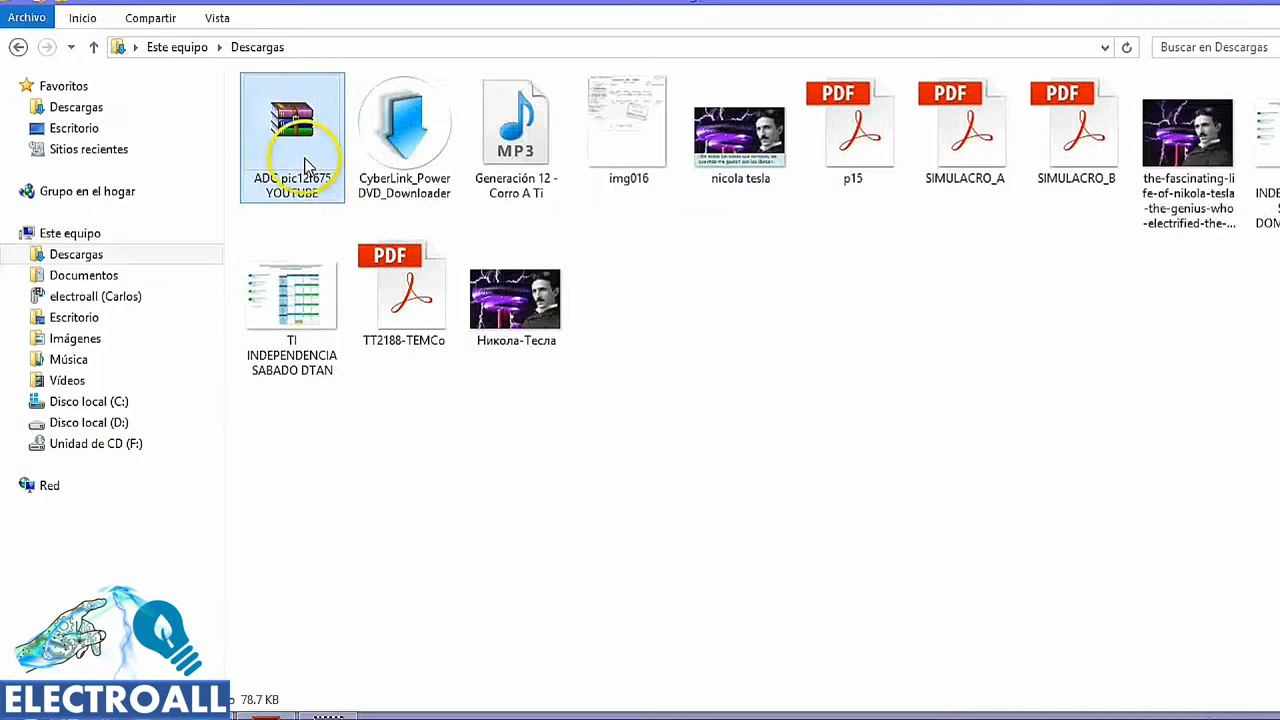 Archivo Inicio Compartir Vista
Este equipo Descargas
Buscar en Descargas
Favoritos
Descargas
Escritorio
Sitios recientes
Grupo en el hogar
Este equipo
Descargas
Documentos
electroall (Carlos)
Escritorio
Imágenes
Música
Vídeos
Disco local (C:)
Disco local (D:)
Unidad de CD (F:)
Red
YOUTUBE
CyberLink_Power
DVD_Downloader
MP3
Generación 12 -
Corro A Ti
img016
nicola tesla
PDF
p15
PDF
SIMULACRO_A
PDF
SIMULACRO_B
the-fascinating-li
fe-of-nikola-tesla
-the-genius-who
-electrified-the-...
TI
INDEPENDENCIA
SABADO DTAN
PDF
TT2188-TEMCo
Никола-Тесла
78.7 KB
ELECTROALL